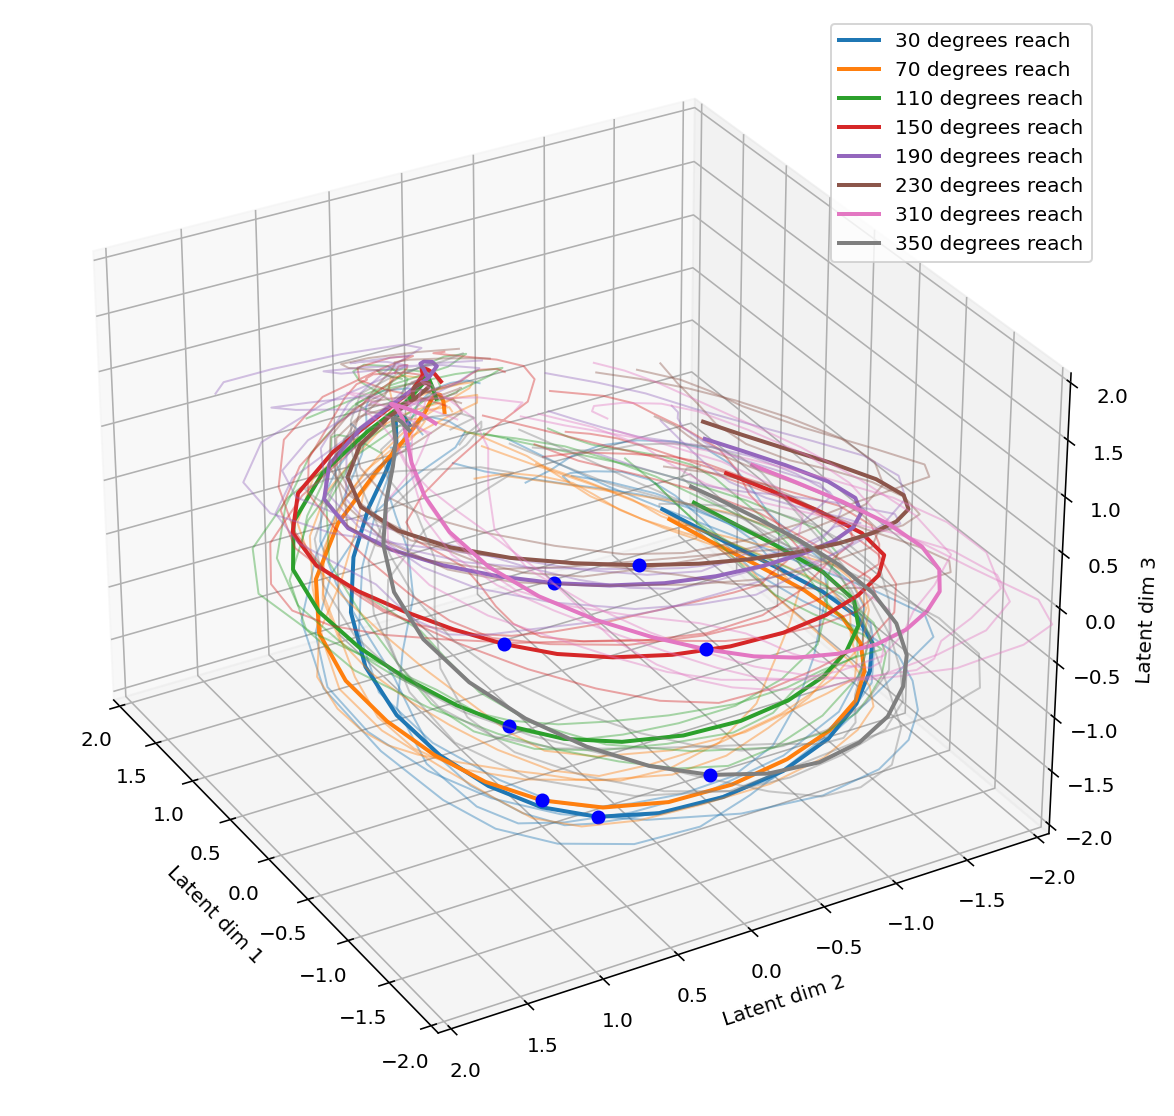 30 degrees reach
70 degrees reach
110 degrees reach
150 degrees reach
190 degrees reach
230 degrees reach
310 degrees reach
350 degrees reach
2.0
1.5
1.0
0.5
0.0
−0.5
−1.0
−1.5
−2.0
Latent dim 3
2.0
1.5
1.0
0.5
0.0
−0.5
−1.0
−1.5
−2.0
Latent dim 1
2.0
1.5
1.0
0.5
0.0
−0.5
−1.0
−1.5
−2.0
Latent dim 2